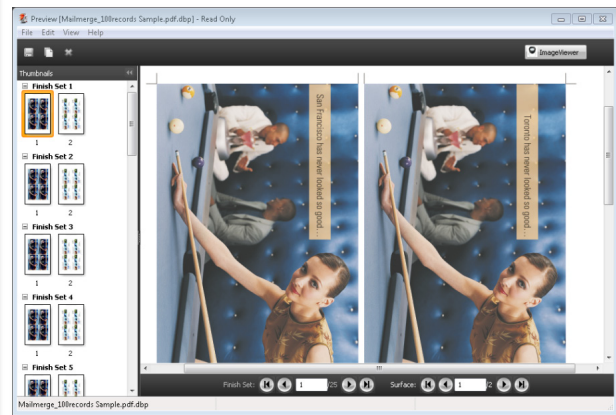 Preview [Mailmerge_100records Sample.pdf.dbp] - Read Only
File Edit View Help
ImageViewer
Thumbnails
Finish Set 1
1 2
Finish Set 2
1 2
Finish Set 3
1 2
Finish Set 4
1 2
Finish Set 5
San Francisco has never looked so good...
Toronto has never looked so good...
Finish Set: 1 /25 Surface: 1 /2
Mailmerge_100records Sample.pdf.dbp